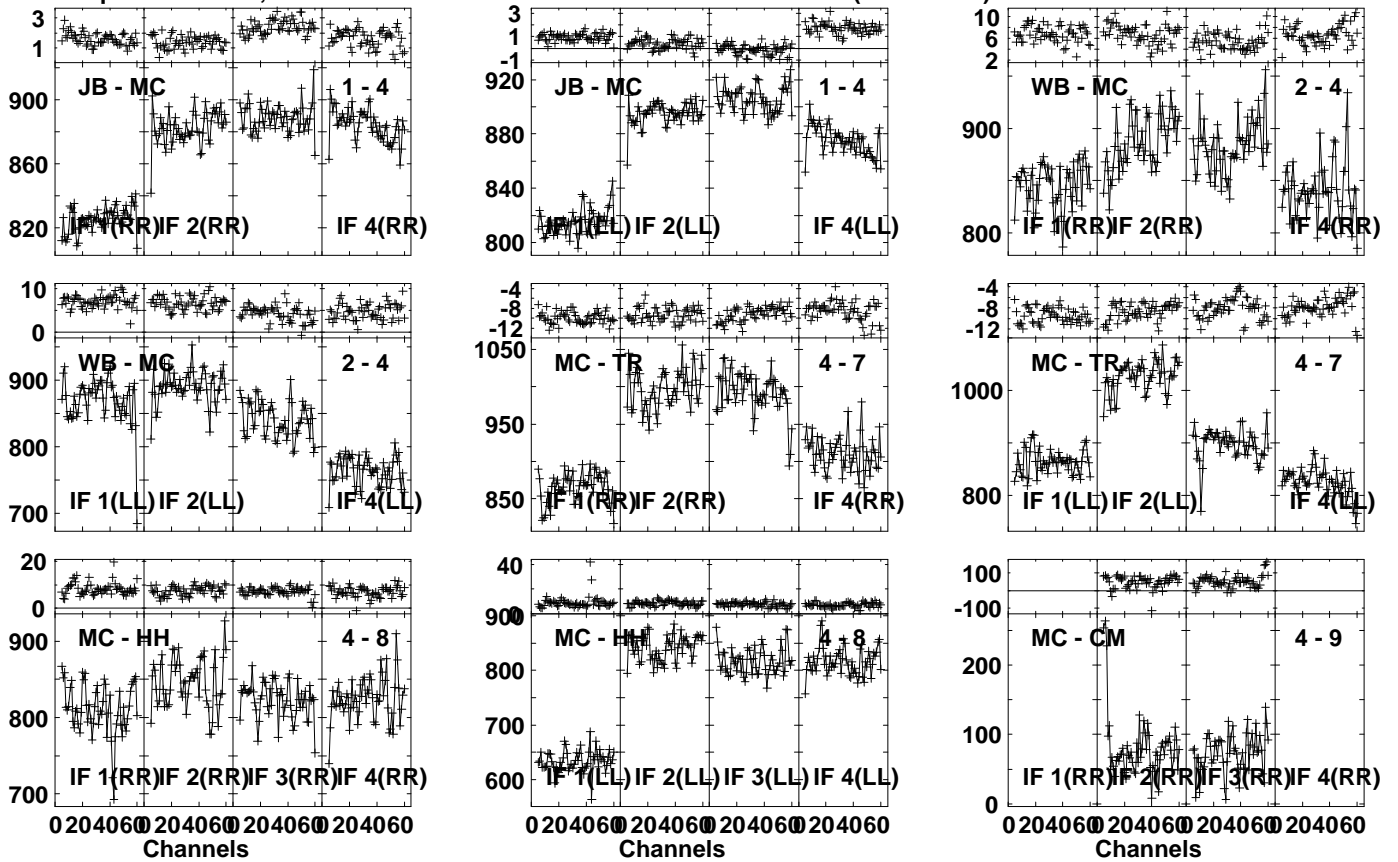 3
1
900
860
820
JB - MC
1 - 4
IF 1(RR)
IF 2(RR)
IF 4(RR)
3
1
-1
920
880
840
800
JB - MC
1 - 4
IF 1(LL)
IF 2(LL)
IF 4(LL)
10
6
2
900
800
WB - MC
2 - 4
IF 1(RR)
IF 2(RR)
IF 4(RR)
10
0
900
800
700
WB - MC
2 - 4
IF 1(LL)
IF 2(LL)
IF 4(LL)
-4
-8
-12
1050
950
850
MC - TR
4 - 7
IF 1(RR)
IF 2(RR)
IF 4(RR)
-4
-8
-12
1000
800
MC - TR
4 - 7
IF 1(LL)
IF 2(LL)
IF 4(LL)
20
0
900
800
700
MC - HH
4 - 8
IF 1(RR)
IF 2(RR)
IF 3(RR)
IF 4(RR)
0 20 40 60 0 20 40 60 0 20 40 60 0 20 40 60
Channels
40
0
900
800
700
600
MC - HH
4 - 8
IF 1(LL)
IF 2(LL)
IF 3(LL)
IF 4(LL)
0 20 40 60 0 20 40 60 0 20 40 60 0 20 40 60
Channels
100
-100
200
100
0
MC - CM
4 - 9
IF 1(RR)
IF 2(RR)
IF 3(RR)
IF 4(RR)
0 20 40 60 0 20 40 60 0 20 40 60 0 20 40 60
Channels